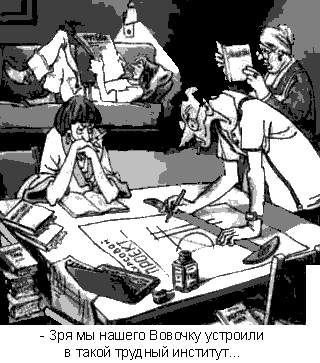 - Зря мы нашего Вовочку устроили
в такой трудный институт...